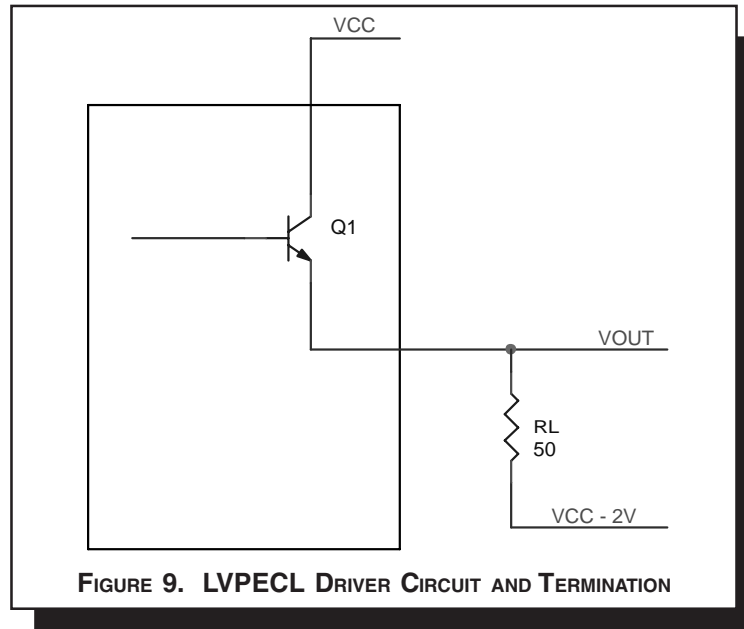 VCC
Q1
VOUT
RL
50
VCC - 2V
FIGURE 9. LVPECL DRIVER CIRCUIT AND TERMINATION